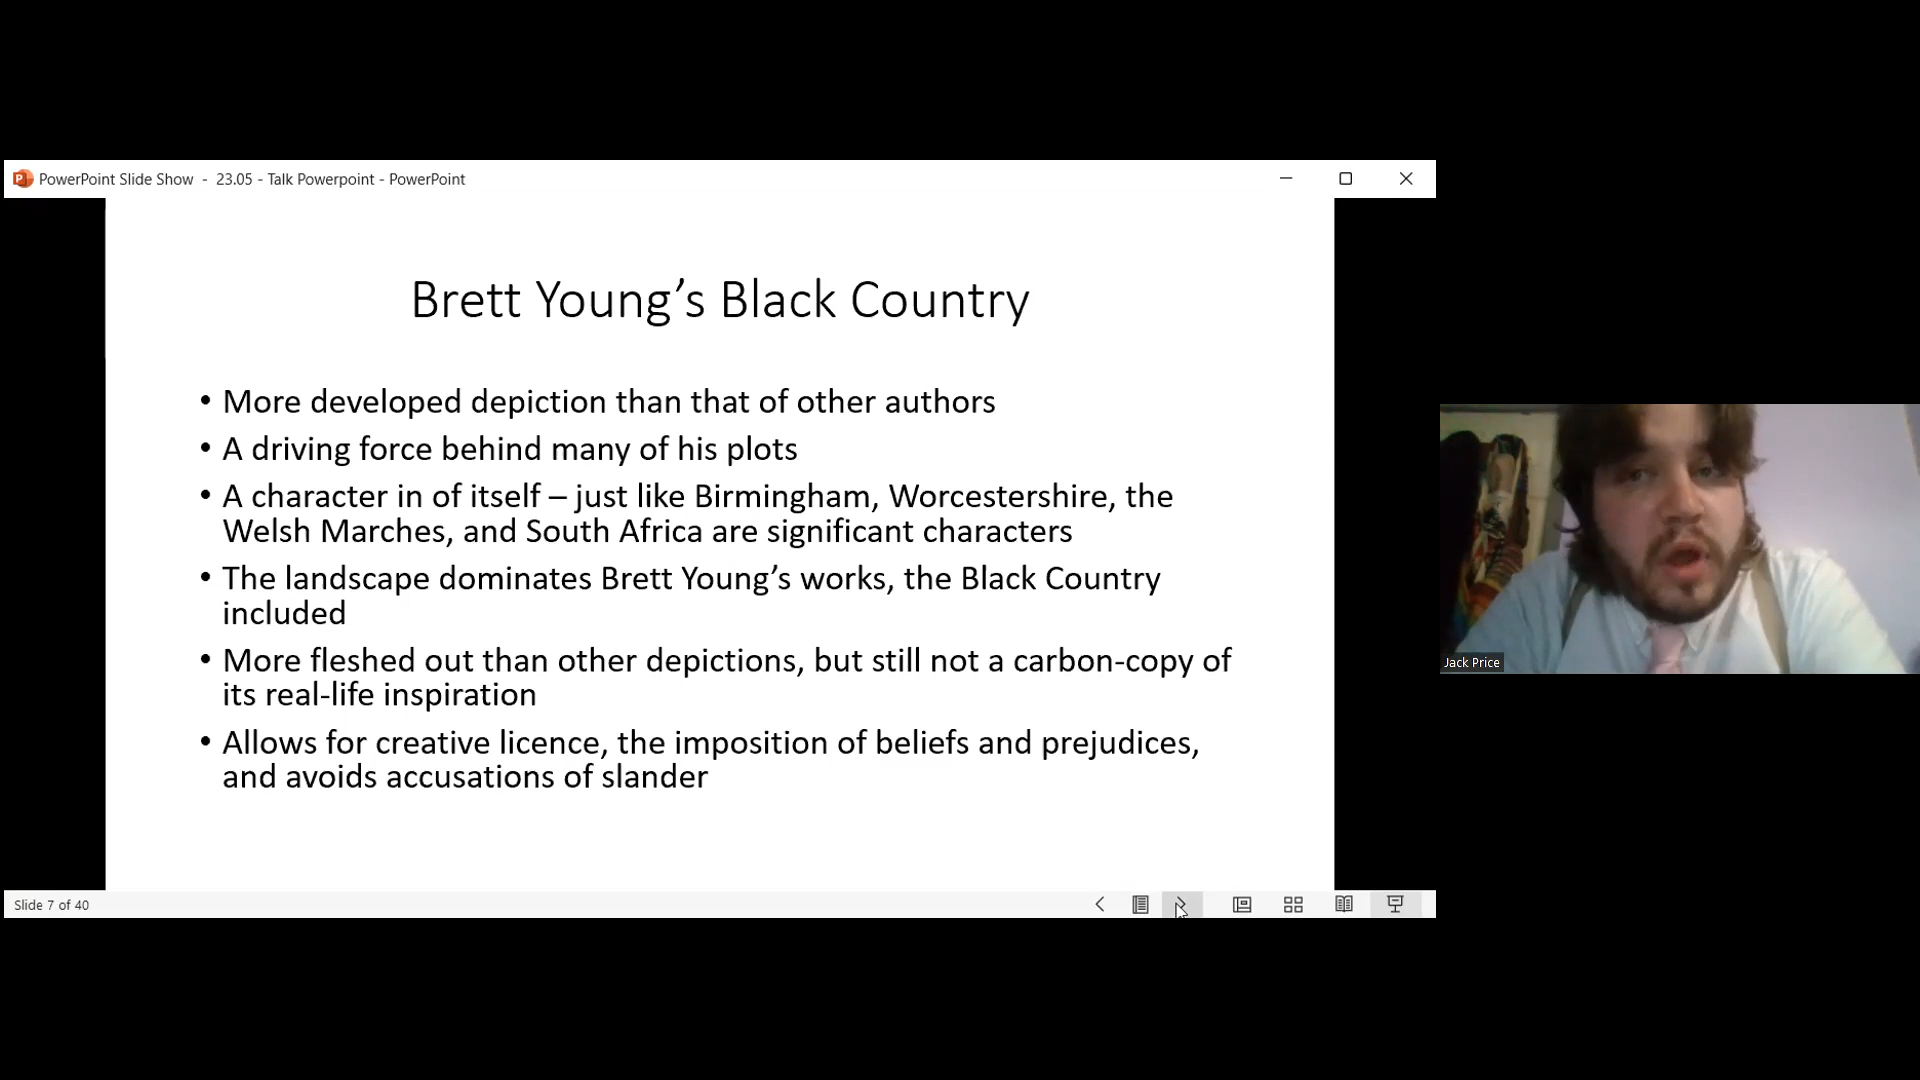 PowerPoint Slide Show - 23.05 - Talk Powerpoint - PowerPoint
Brett Young’s Black Country
• More developed depiction than that of other authors
• A driving force behind many of his plots
• A character in of itself – just like Birmingham, Worcestershire, the
Welsh Marches, and South Africa are significant characters
• The landscape dominates Brett Young’s works, the Black Country
included
• More fleshed out than other depictions, but still not a carbon-copy of
its real-life inspiration
• Allows for creative licence, the imposition of beliefs and prejudices,
and avoids accusations of slander
Jack Price
Slide 7 of 40